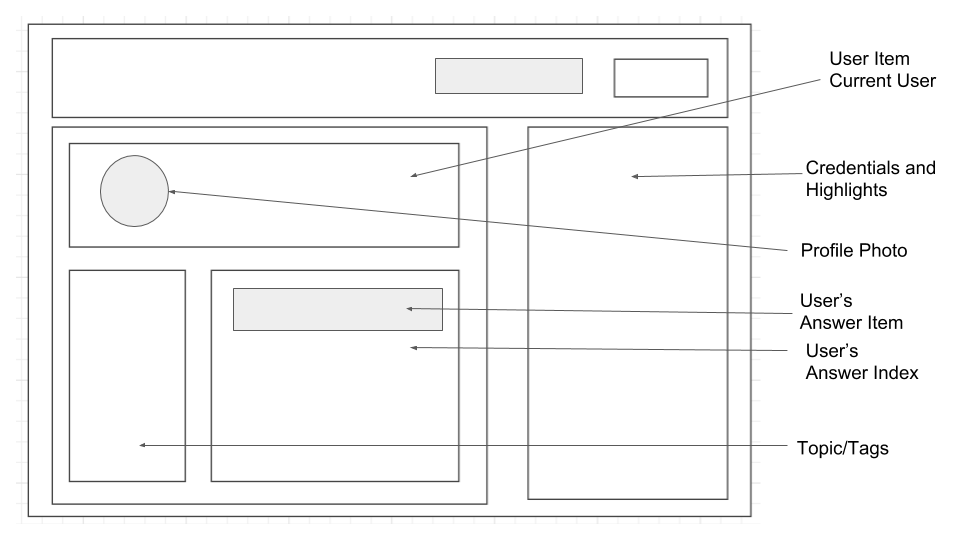 User Item
Current User
Credentials and
Highlights
Profile Photo
User’s
Answer Item
User’s
Answer Index
Topic/Tags